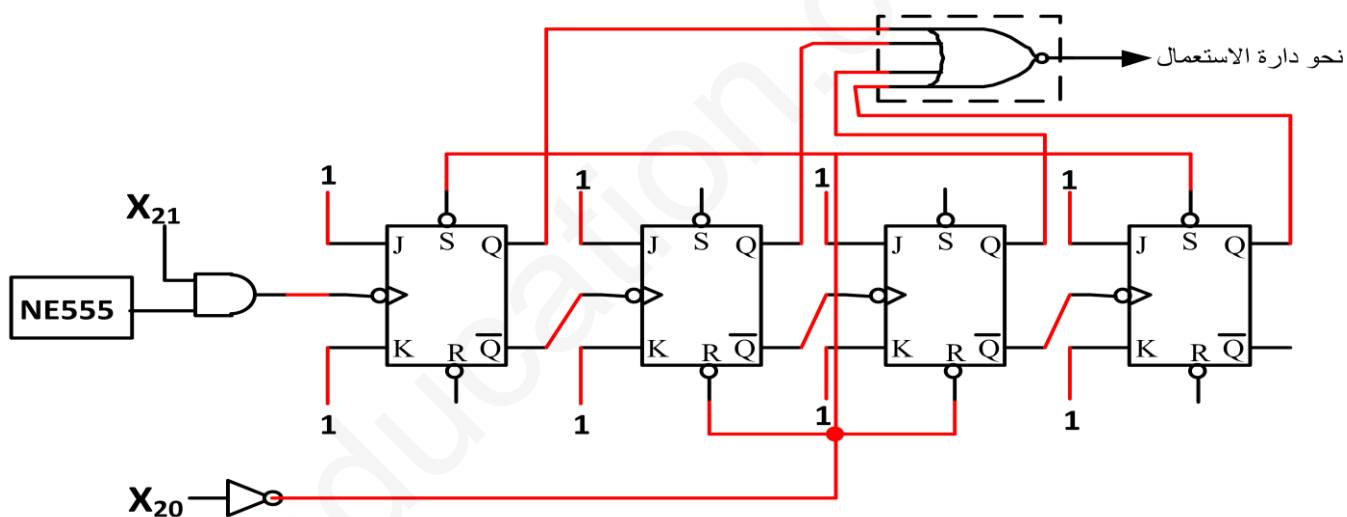 نحو دارة الاستعمال
1 1 1 1
X21
J S Q J S Q J S Q J S Q
NE555
K R Q̅ K R Q̅ K R Q̅ K R Q̅
1 1 1 1
X20